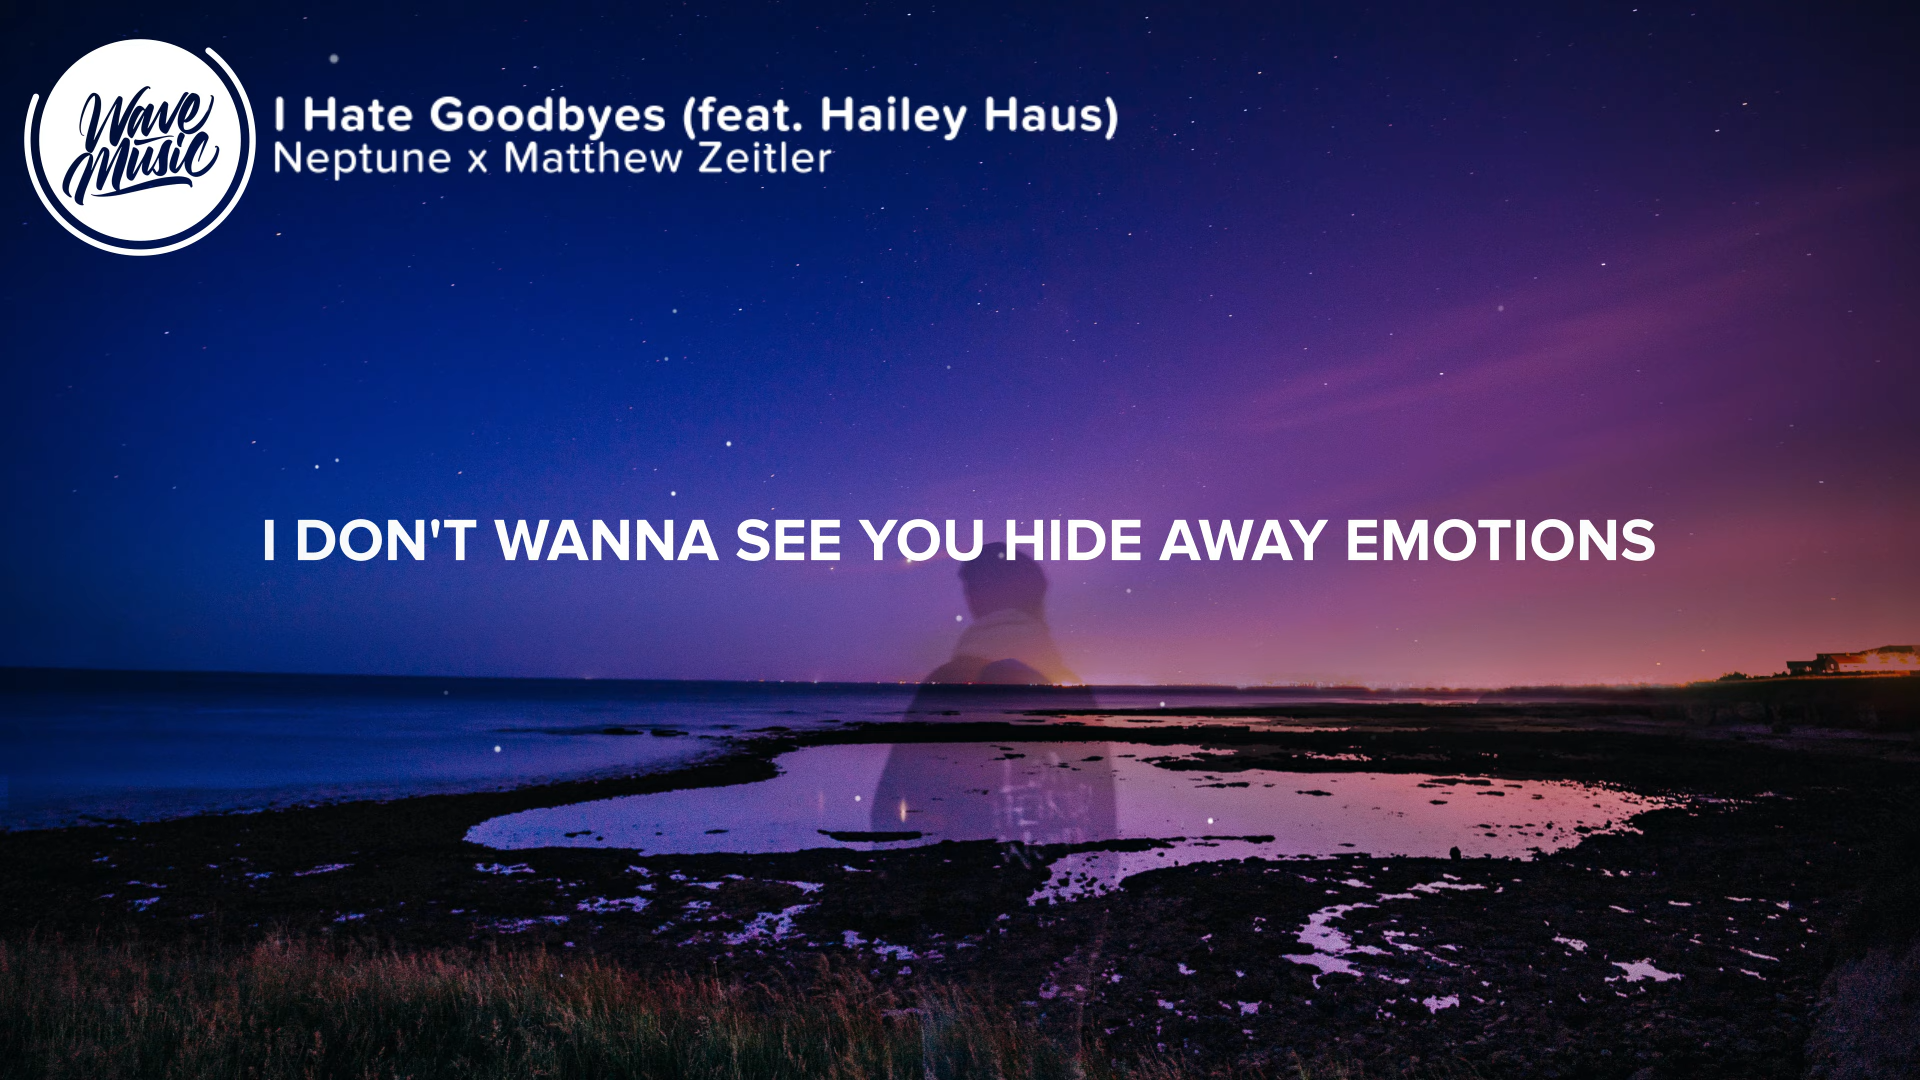 Wave
Music
I Hate Goodbyes (feat. Hailey Haus)
Neptune x Matthew Zeitler
I DON'T WANNA SEE YOU HIDE AWAY EMOTIONS